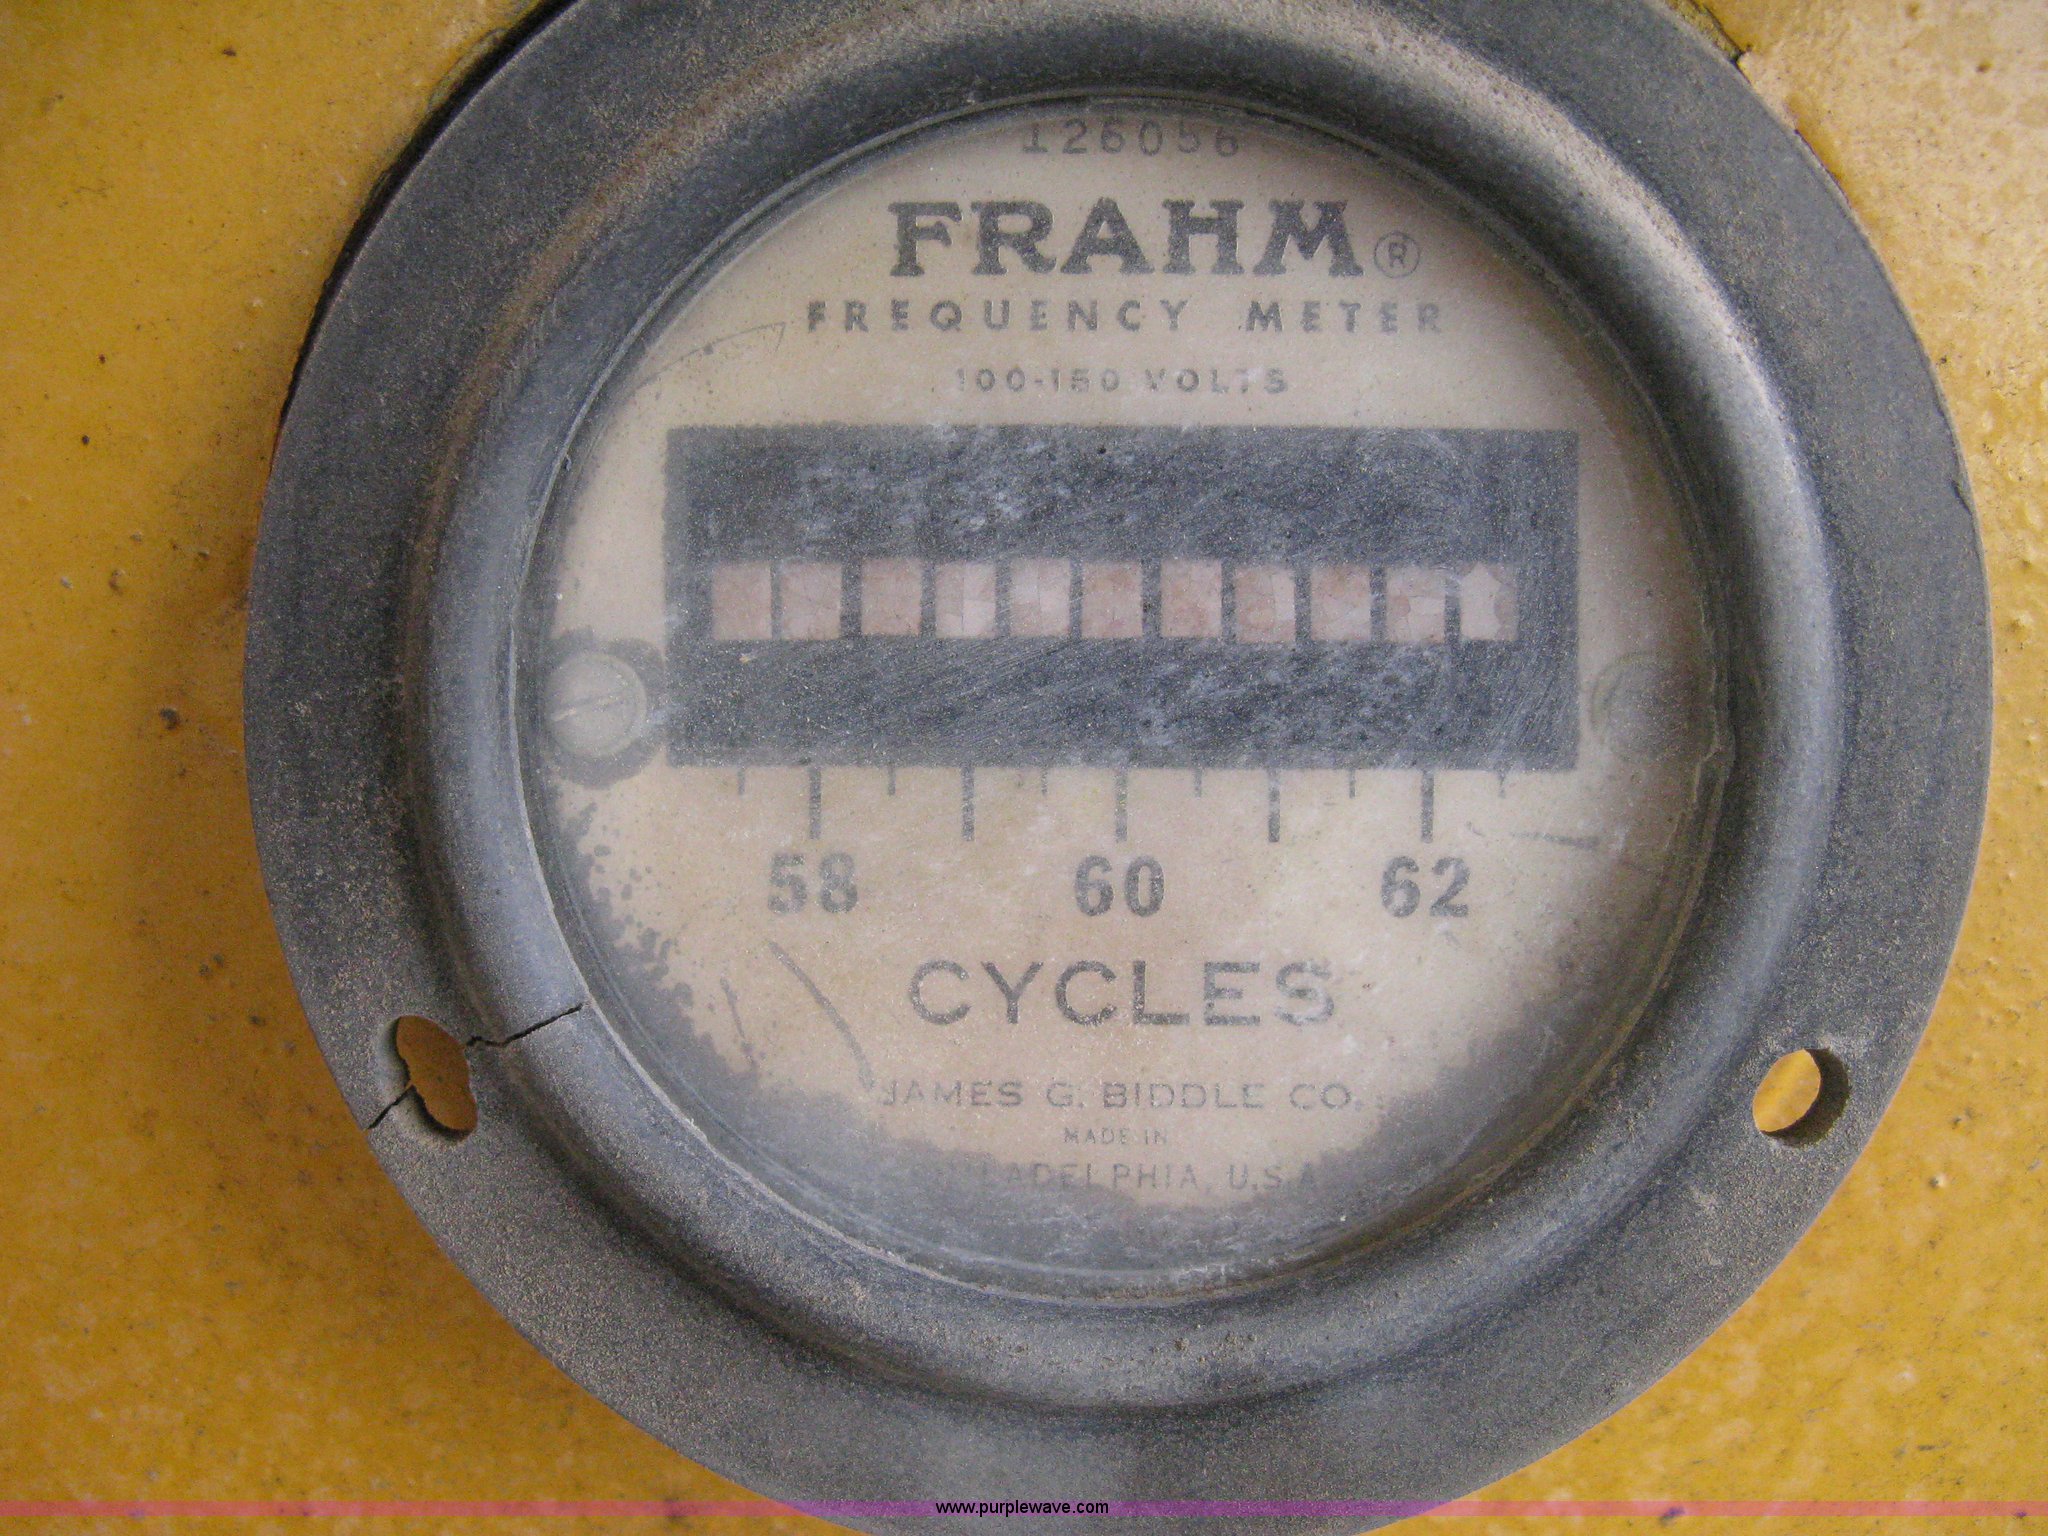 126056
FRAHM®
FREQUENCY METER
100-150 VOLTS
58 60 62
CYCLES
JAMES G. BIDDLE CO.
MADE IN
PHILADELPHIA, U.S.A.
www.purplewave.com